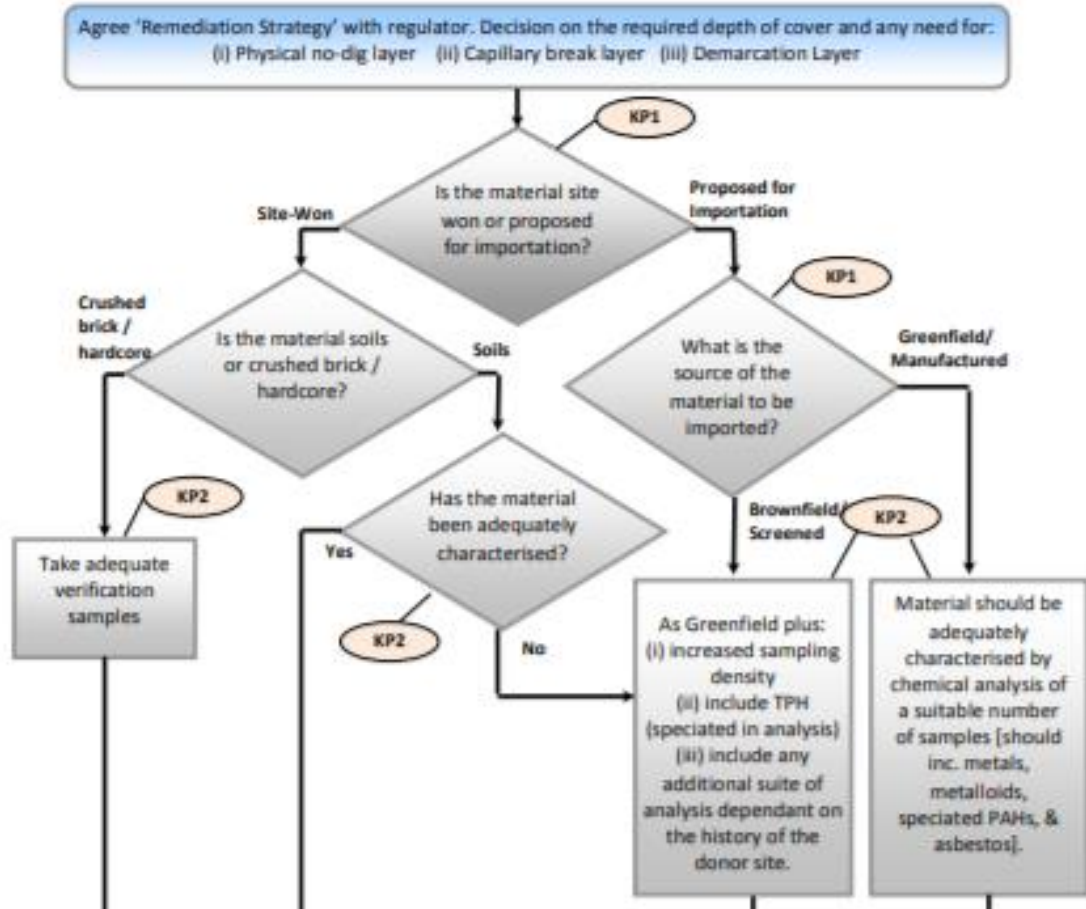 Agree 'Remediation Strategy' with regulator. Decision on the required depth of cover and any need for:
(i) Physical no-dig layer (ii) Capillary break layer (iii) Demarcation Layer
KP1
Is the material site
won or proposed
for importation?
Site-Won
Proposed for
Importation
KP1
Crushed
brick /
hardcore
Is the material soils
or crushed brick /
hardcore?
Soils
What is the
source of the
material to be
imported?
Greenfield/
Manufactured
KP2
Has the material
been adequately
characterised?
Yes
KP2
No
Brownfield/
Screened
KP2
Take adequate
verification
samples
As Greenfield plus:
(i) increased sampling
density
(ii) include TPH
(speciated in analysis)
(iii) include any
additional suite of
analysis dependant on
the history of the
donor site.
Material should be
adequately
characterised by
chemical analysis of
a suitable number
of samples [should
inc. metals,
metalloids,
speciated PAHs, &
asbestos].